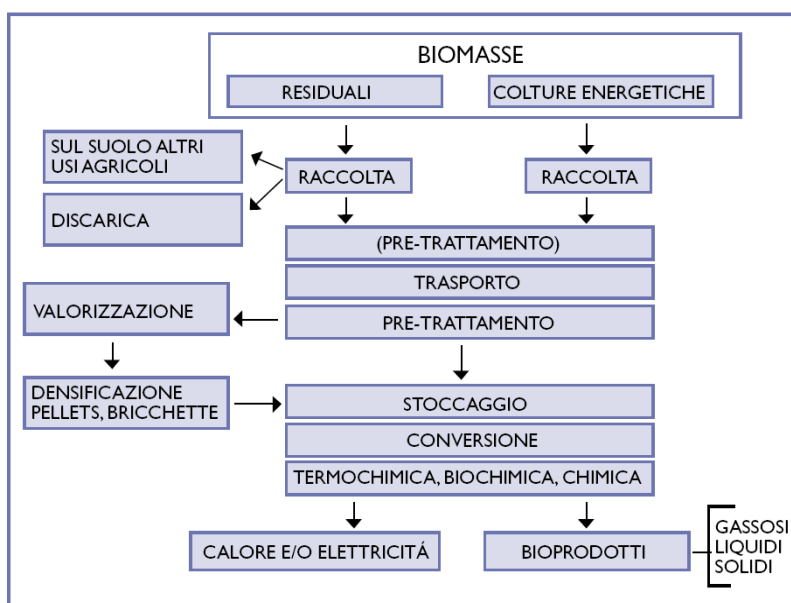 BIOMASSE
RESIDUALI
COLTURE ENERGETICHE
SUL SUOLO ALTRI
USI AGRICOLI
RACCOLTA
RACCOLTA
DISCARICA
(PRE-TRATTAMENTO)
TRASPORTO
VALORIZZAZIONE
PRE-TRATTAMENTO
DENSIFICAZIONE
PELLETS, BRICCHETTE
STOCCAGGIO
CONVERSIONE
TERMOCHIMICA, BIOCHIMICA, CHIMICA
CALORE E/O ELETTRICITÁ
BIOPRODOTTI
GASSOSI
LIQUIDI
SOLIDI